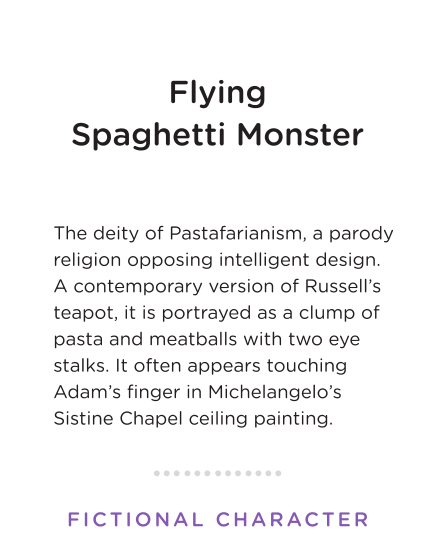 Flying
Spaghetti Monster
The deity of Pastafarianism, a parody
religion opposing intelligent design.
A contemporary version of Russell’s
teapot, it is portrayed as a clump of
pasta and meatballs with two eye
stalks. It often appears touching
Adam’s finger in Michelangelo’s
Sistine Chapel ceiling painting.
FICTIONAL CHARACTER